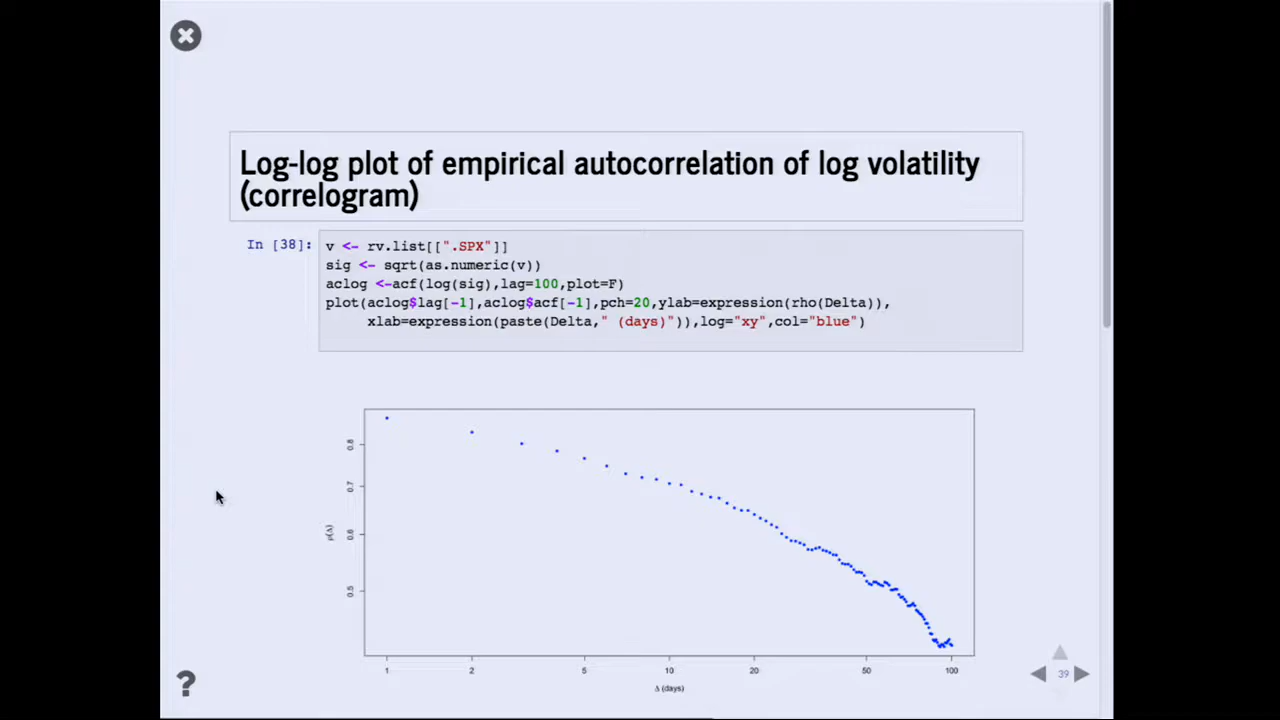 Log-log plot of empirical autocorrelation of log volatility
(correlogram)
In [38]:
v <- rv.list[[".SPX"]]
sig <- sqrt(as.numeric(v))
aclog <-acf(log(sig),lag=100,plot=F)
plot(aclog$lag[-1],aclog$acf[-1],pch=20,ylab=expression(rho(Delta)),
xlab=expression(paste(Delta," (days)")),log="xy",col="blue")
0.8
0.7
0.6
0.5
ρ(Δ)
1 2 5 10 20 50 100
Δ (days)
39
?